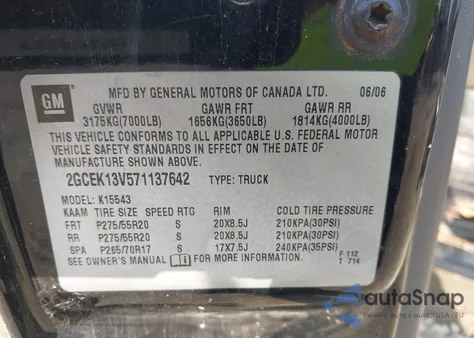 GM
MFD BY GENERAL MOTORS OF CANADA LTD. 06/06
GVWR GAWR FRT GAWR RR
3175KG(7000LB) 1656KG(3650LB) 1814KG(4000LB)
THIS VEHICLE CONFORMS TO ALL APPLICABLE U.S. FEDERAL MOTOR
VEHICLE SAFETY STANDARDS IN EFFECT ON THE DATE OF
MANUFACTURE SHOWN ABOVE.
2GCEK13V571137642 TYPE: TRUCK
MODEL: K15543
KAAM TIRE SIZE SPEED RTG RIM COLD TIRE PRESSURE
FRT P275/55R20 S 20X8.5J 210KPA(30PSI)
RR P275/55R20 S 20X8.5J 210KPA(30PSI)
SPA P265/70R17 S 17X7.5J 240KPA(35PSI)
SEE OWNER'S MANUAL FOR MORE INFORMATION
F 112
T 714
autaSnap